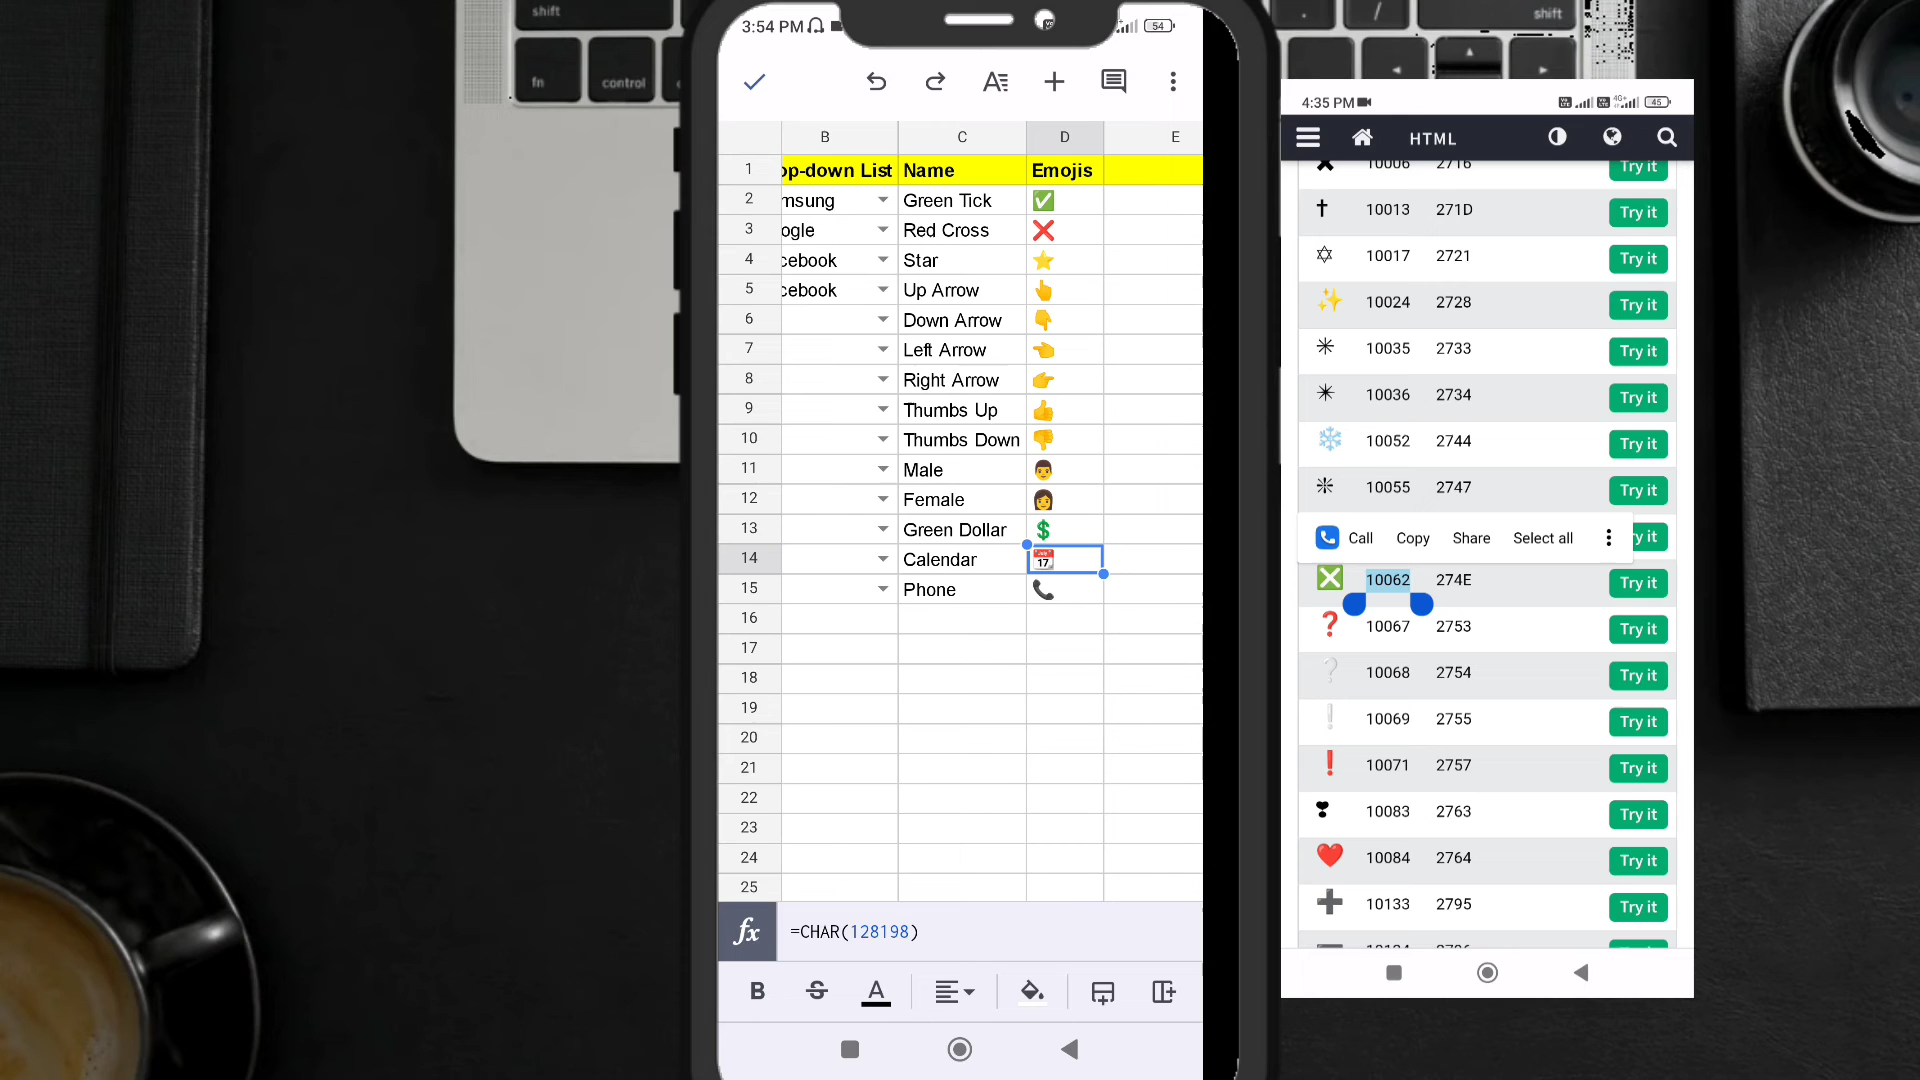 shift
fn
control
/
shift
3:54 PM
54
B
C
D
E
1
op-down List
Name
Emojis
2
msung
Green Tick
✅
3
ogle
Red Cross
❌
4
cebook
Star
⭐
5
cebook
Up Arrow
👆
6
Down Arrow
👇
7
Left Arrow
👈
8
Right Arrow
👉
9
Thumbs Up
👍
10
Thumbs Down
👎
11
Male
👨
12
Female
👩
13
Green Dollar
💲
14
Calendar
📆
15
Phone
📞
16
17
18
19
20
21
22
23
24
25
fx
=CHAR(128198)
B
S
A
4:35 PM
4G+
45
HTML
✖ 10006 2716 Try it
✝ 10013 271D Try it
✡ 10017 2721 Try it
✨ 10024 2728 Try it
✳ 10035 2733 Try it
✴ 10036 2734 Try it
❄ 10052 2744 Try it
❇ 10055 2747 Try it
Call Copy Share Select all
ry it
❎ 10062 274E Try it
❓ 10067 2753 Try it
❔ 10068 2754 Try it
❕ 10069 2755 Try it
❗ 10071 2757 Try it
❣ 10083 2763 Try it
❤ 10084 2764 Try it
➕ 10133 2795 Try it